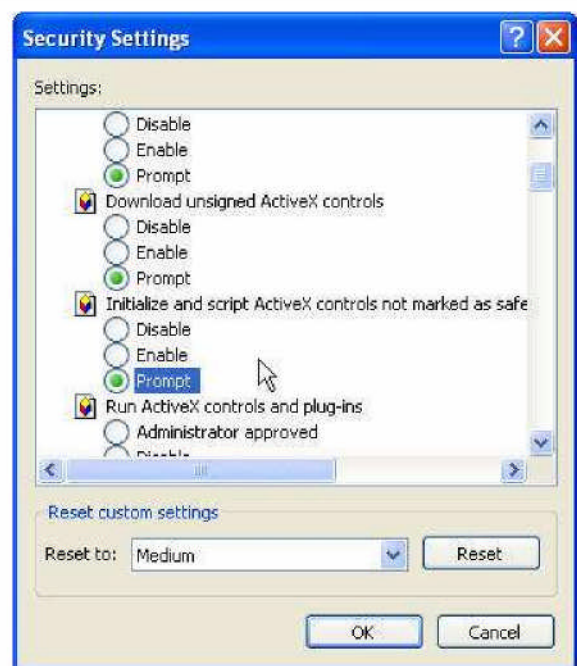 Security Settings
?
Settings:
Disable
Enable
Prompt
Download unsigned ActiveX controls
Disable
Enable
Prompt
Initialize and script ActiveX controls not marked as safe
Disable
Enable
Prompt
Run ActiveX controls and plug-ins
Administrator approved
Disable
Reset custom settings
Reset to: Medium Reset
OK Cancel